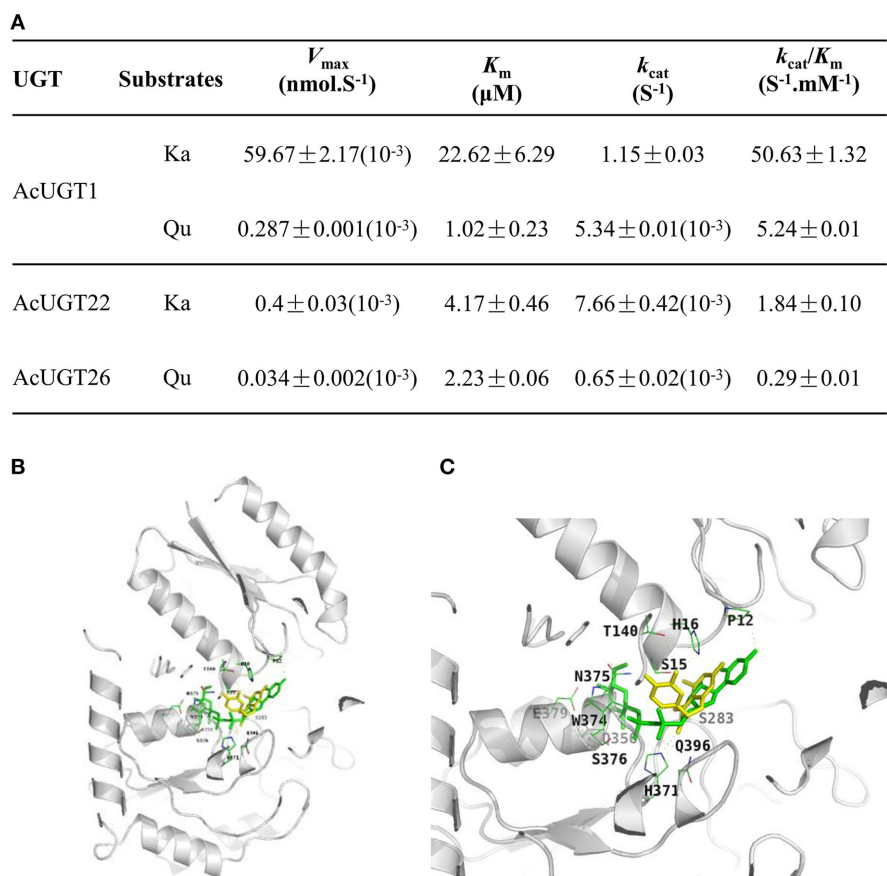 A
UGT Substrates Vmax (nmol.S-1) Km (μM) kcat (S-1) kcat/Km (S-1.mM-1)
AcUGT1 Ka 59.67±2.17(10-3) 22.62±6.29 1.15±0.03 50.63±1.32
Qu 0.287±0.001(10-3) 1.02±0.23 5.34±0.01(10-3) 5.24±0.01
AcUGT22 Ka 0.4±0.03(10-3) 4.17±0.46 7.66±0.42(10-3) 1.84±0.10
AcUGT26 Qu 0.034±0.002(10-3) 2.23±0.06 0.65±0.02(10-3) 0.29±0.01
B
S283
C
T140 H16 P12
S15
N375
E379 W374 S283
Q350
S376 Q396
H371